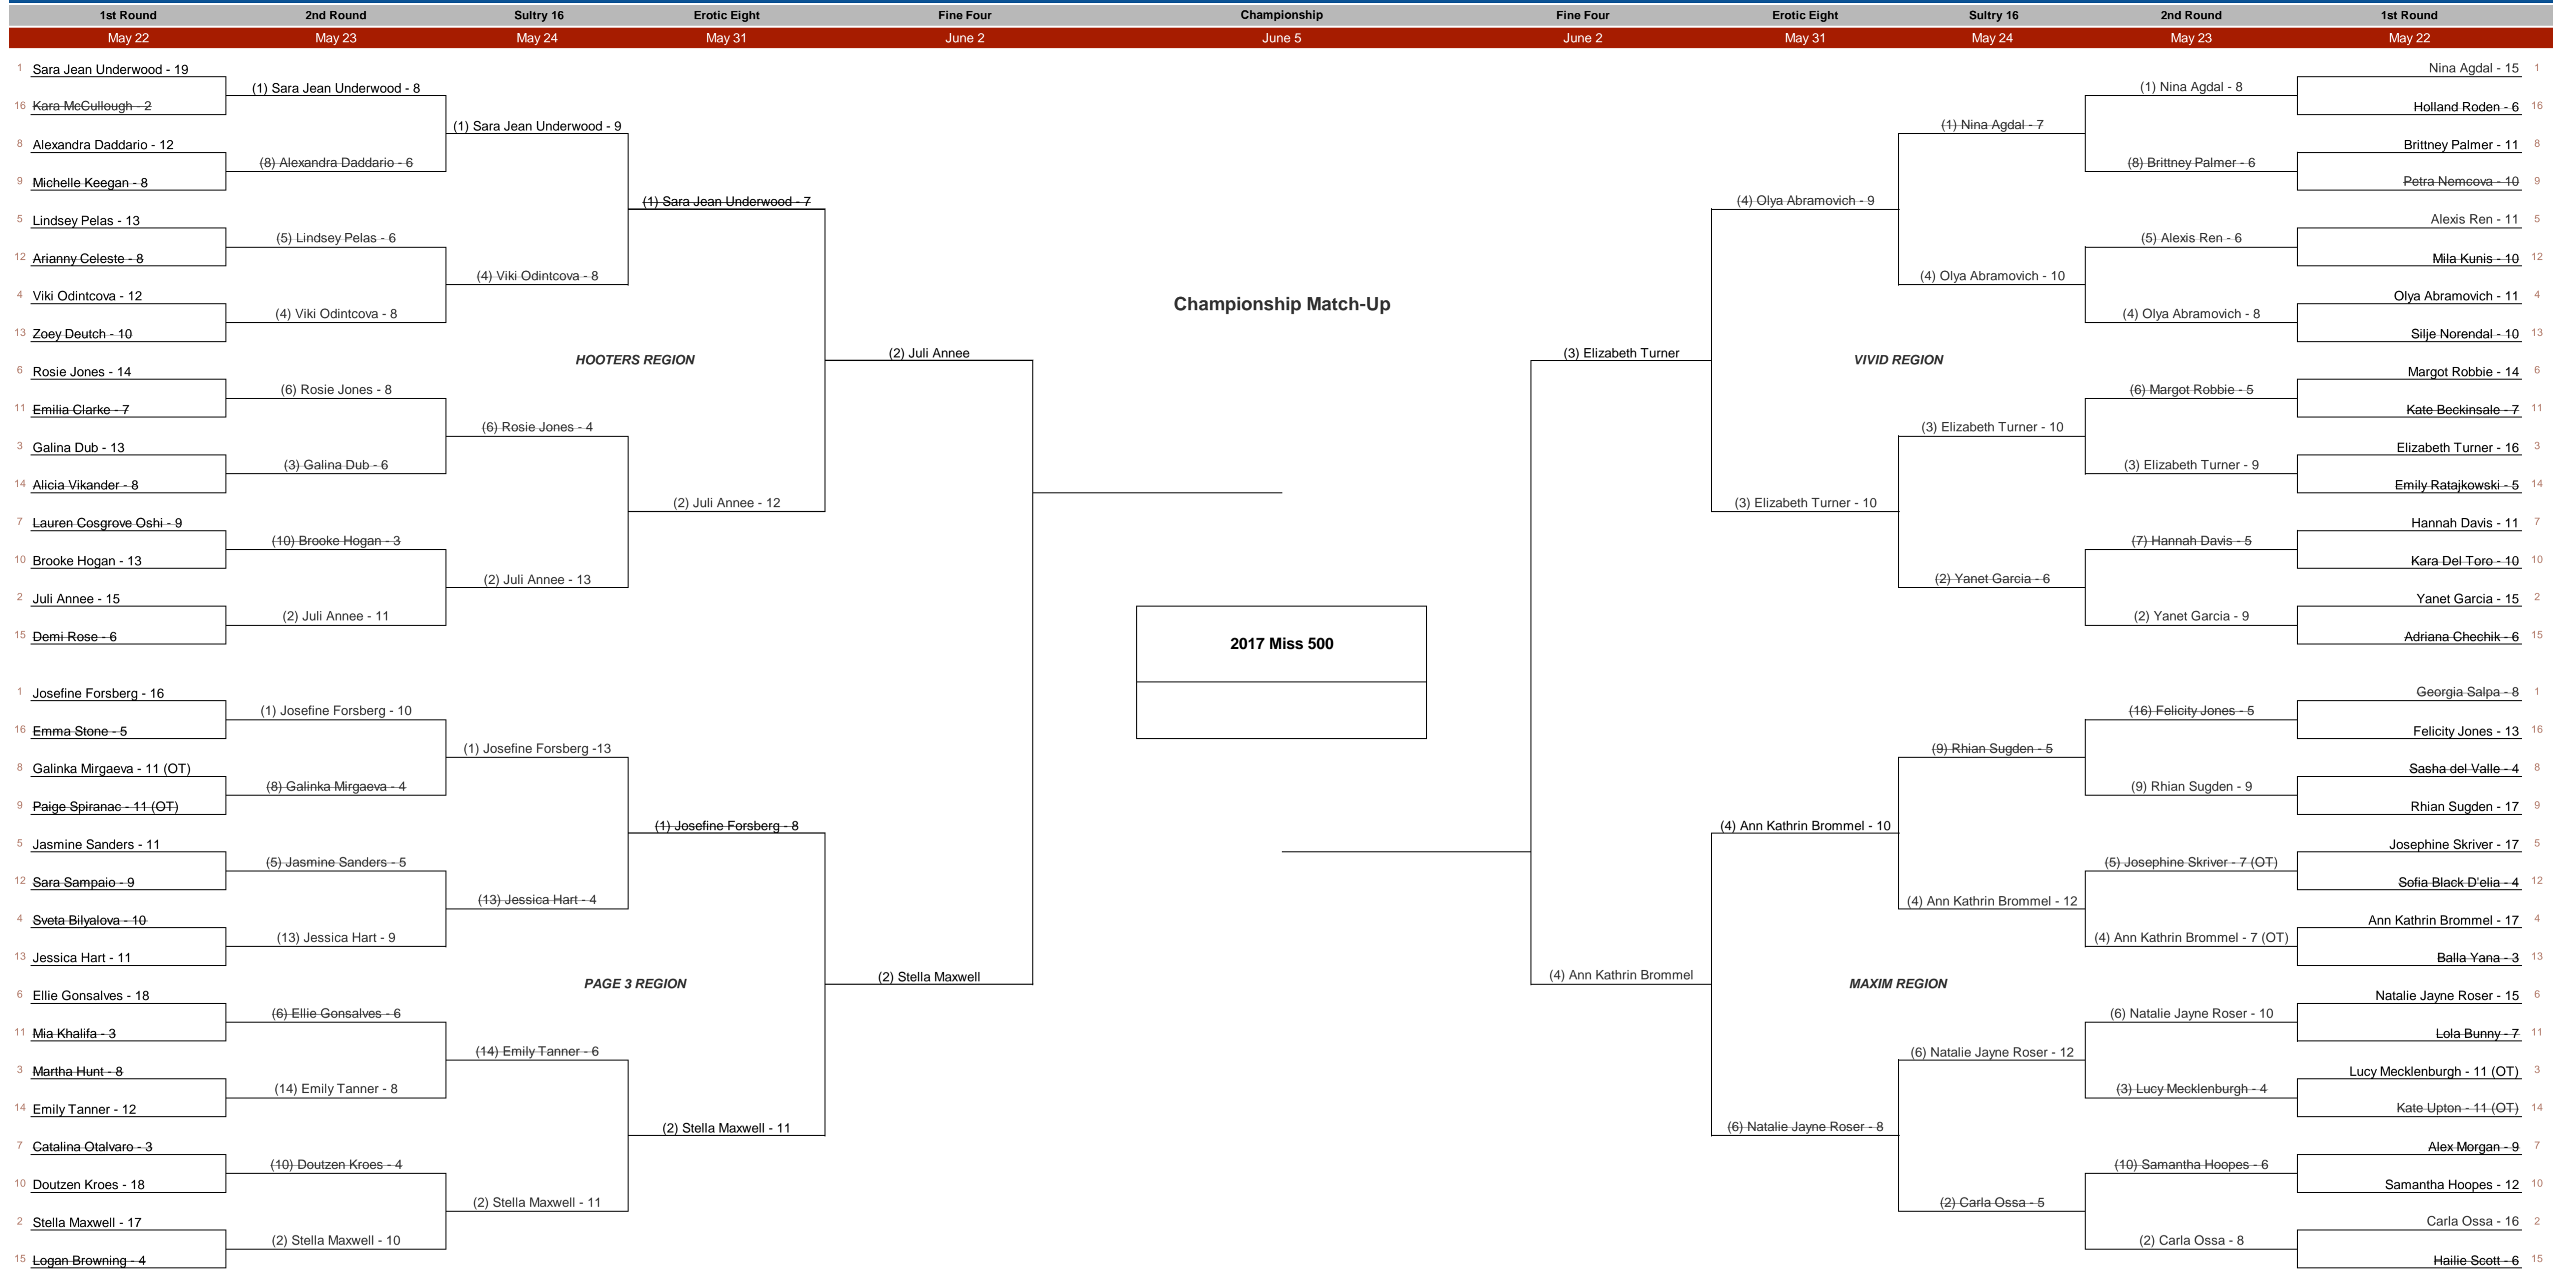 1st Round 2nd Round Sultry 16 Erotic Eight Fine Four Championship Fine Four Erotic Eight Sultry 16 2nd Round 1st Round
May 22 May 23 May 24 May 31 June 2 June 5 June 2 May 31 May 24 May 23 May 22
1 Sara Jean Underwood - 19
16 Kara McCullough - 2
8 Alexandra Daddario - 12
9 Michelle Keegan - 8
5 Lindsey Pelas - 13
12 Arianny Celeste - 8
4 Viki Odintcova - 12
13 Zoey Deutch - 10
6 Rosie Jones - 14
11 Emilia Clarke - 7
3 Galina Dub - 13
14 Alicia Vikander - 8
7 Lauren Cosgrove Oshi - 9
10 Brooke Hogan - 13
2 Juli Annee - 15
15 Demi Rose - 6
(1) Sara Jean Underwood - 8
(8) Alexandra Daddario - 6
(5) Lindsey Pelas - 6
(4) Viki Odintcova - 8
(6) Rosie Jones - 8
(3) Galina Dub - 6
(10) Brooke Hogan - 3
(2) Juli Annee - 11
(1) Sara Jean Underwood - 9
(4) Viki Odintcova - 8
(6) Rosie Jones - 4
(2) Juli Annee - 13
(1) Sara Jean Underwood - 7
(2) Juli Annee - 12
HOOTERS REGION
(2) Juli Annee
1 Josefine Forsberg - 16
16 Emma Stone - 5
8 Galinka Mirgaeva - 11 (OT)
9 Paige Spiranac - 11 (OT)
5 Jasmine Sanders - 11
12 Sara Sampaio - 9
4 Sveta Bilyalova - 10
13 Jessica Hart - 11
6 Ellie Gonsalves - 18
11 Mia Khalifa - 3
3 Martha Hunt - 8
14 Emily Tanner - 12
7 Catalina Otalvaro - 3
10 Doutzen Kroes - 18
2 Stella Maxwell - 17
15 Logan Browning - 4
(1) Josefine Forsberg - 10
(8) Galinka Mirgaeva - 4
(5) Jasmine Sanders - 5
(13) Jessica Hart - 9
(6) Ellie Gonsalves - 6
(14) Emily Tanner - 8
(10) Doutzen Kroes - 4
(2) Stella Maxwell - 10
(1) Josefine Forsberg -13
(13) Jessica Hart - 4
(14) Emily Tanner - 6
(2) Stella Maxwell - 11
(1) Josefine Forsberg - 8
(2) Stella Maxwell - 11
PAGE 3 REGION
(2) Stella Maxwell
Championship Match-Up
2017 Miss 500
(3) Elizabeth Turner
VIVID REGION
(4) Olya Abramovich - 9
(3) Elizabeth Turner - 10
(1) Nina Agdal - 7
(4) Olya Abramovich - 10
(3) Elizabeth Turner - 10
(2) Yanet Garcia - 6
(1) Nina Agdal - 8
(8) Brittney Palmer - 6
(5) Alexis Ren - 6
(4) Olya Abramovich - 8
(6) Margot Robbie - 5
(3) Elizabeth Turner - 9
(7) Hannah Davis - 5
(2) Yanet Garcia - 9
Nina Agdal - 15 1
Holland Roden - 6 16
Brittney Palmer - 11 8
Petra Nemcova - 10 9
Alexis Ren - 11 5
Mila Kunis - 10 12
Olya Abramovich - 11 4
Silje Norendal - 10 13
Margot Robbie - 14 6
Kate Beckinsale - 7 11
Elizabeth Turner - 16 3
Emily Ratajkowski - 5 14
Hannah Davis - 11 7
Kara Del Toro - 10 10
Yanet Garcia - 15 2
Adriana Chechik - 6 15
(4) Ann Kathrin Brommel
MAXIM REGION
(4) Ann Kathrin Brommel - 10
(6) Natalie Jayne Roser - 8
(9) Rhian Sugden - 5
(4) Ann Kathrin Brommel - 12
(6) Natalie Jayne Roser - 12
(2) Carla Ossa - 5
(16) Felicity Jones - 5
(9) Rhian Sugden - 9
(5) Josephine Skriver - 7 (OT)
(4) Ann Kathrin Brommel - 7 (OT)
(6) Natalie Jayne Roser - 10
(3) Lucy Mecklenburgh - 4
(10) Samantha Hoopes - 6
(2) Carla Ossa - 8
Georgia Salpa - 8 1
Felicity Jones - 13 16
Sasha del Valle - 4 8
Rhian Sugden - 17 9
Josephine Skriver - 17 5
Sofia Black D'elia - 4 12
Ann Kathrin Brommel - 17 4
Balla Yana - 3 13
Natalie Jayne Roser - 15 6
Lola Bunny - 7 11
Lucy Mecklenburgh - 11 (OT) 3
Kate Upton - 11 (OT) 14
Alex Morgan - 9 7
Samantha Hoopes - 12 10
Carla Ossa - 16 2
Hailie Scott - 6 15